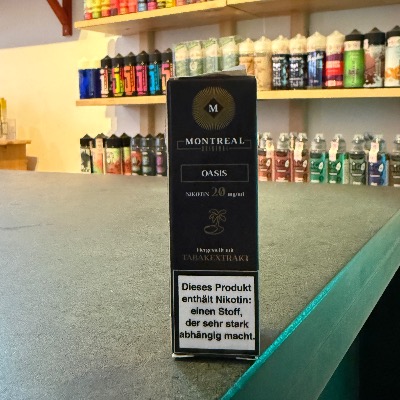 M
MONTREAL
OASIS
NIKOTIN 20 mg/ml
Hergestellt mit
TABAKEXTRAKT
Dieses Produkt
enthält Nikotin:
einen Stoff,
der sehr stark
abhängig macht.